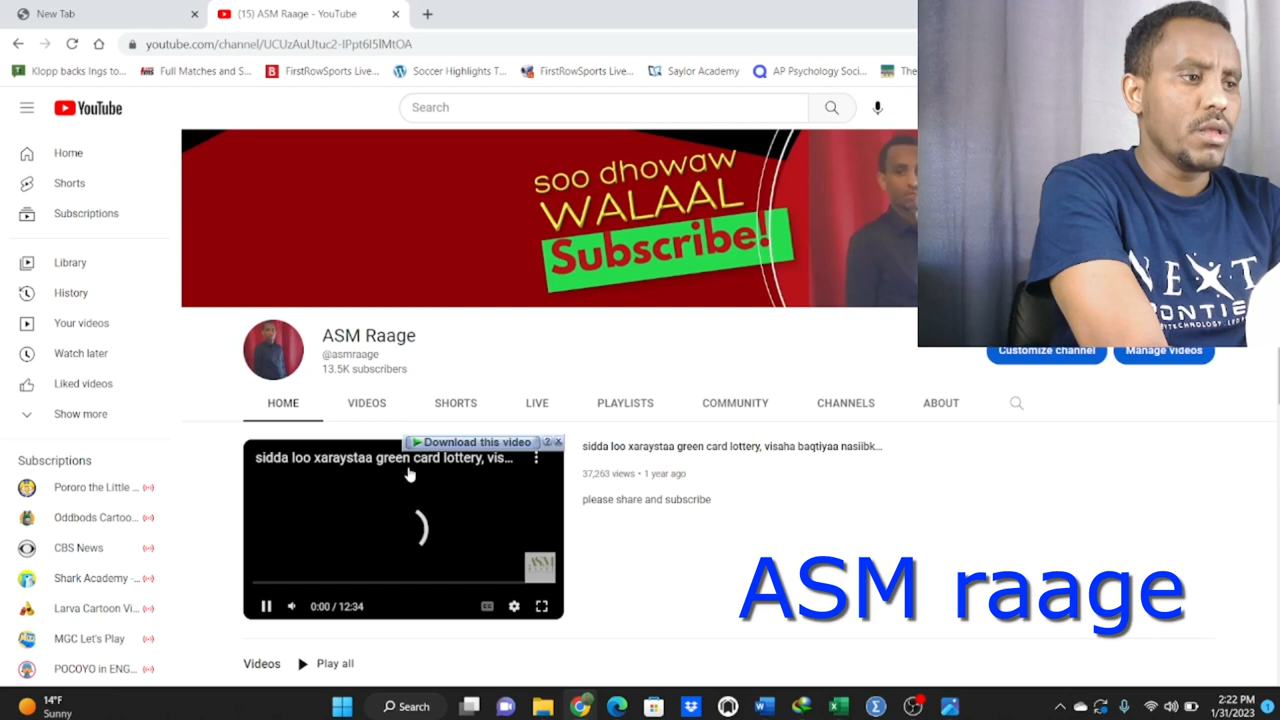 New Tab
(15) ASM Raage - YouTube
youtube.com/channel/UCUzAuUtuc2-IPpt6I5lMtOA
Klopp backs Ings to...
Full Matches and S...
FirstRowSports Live...
Soccer Highlights T...
FirstRowSports Live...
Saylor Academy
AP Psychology Soci...
The
YouTube
Search
Home
Shorts
Subscriptions
Library
History
Your videos
Watch later
Liked videos
Show more
Subscriptions
Pororo the Little ...
Oddbods Cartoo...
CBS News
Shark Academy -...
Larva Cartoon Vi...
MGC Let's Play
POCOYO in ENG...
soo dhowaw
WALAAL
Subscribe!
NEXT
FRONTIE
ASM Raage
@asmraage
13.5K subscribers
Customize channel
Manage videos
HOME
VIDEOS
SHORTS
LIVE
PLAYLISTS
COMMUNITY
CHANNELS
ABOUT
Download this video
sidda loo xaraystaa green card lottery, vis...
ASM
0:00 / 12:34
sidda loo xaraystaa green card lottery, visaha baqtiyaa nasiibk...
37,263 views • 1 year ago
please share and subscribe
ASM raage
Videos
Play all
14°F
Sunny
Search
2:22 PM
1/31/2023